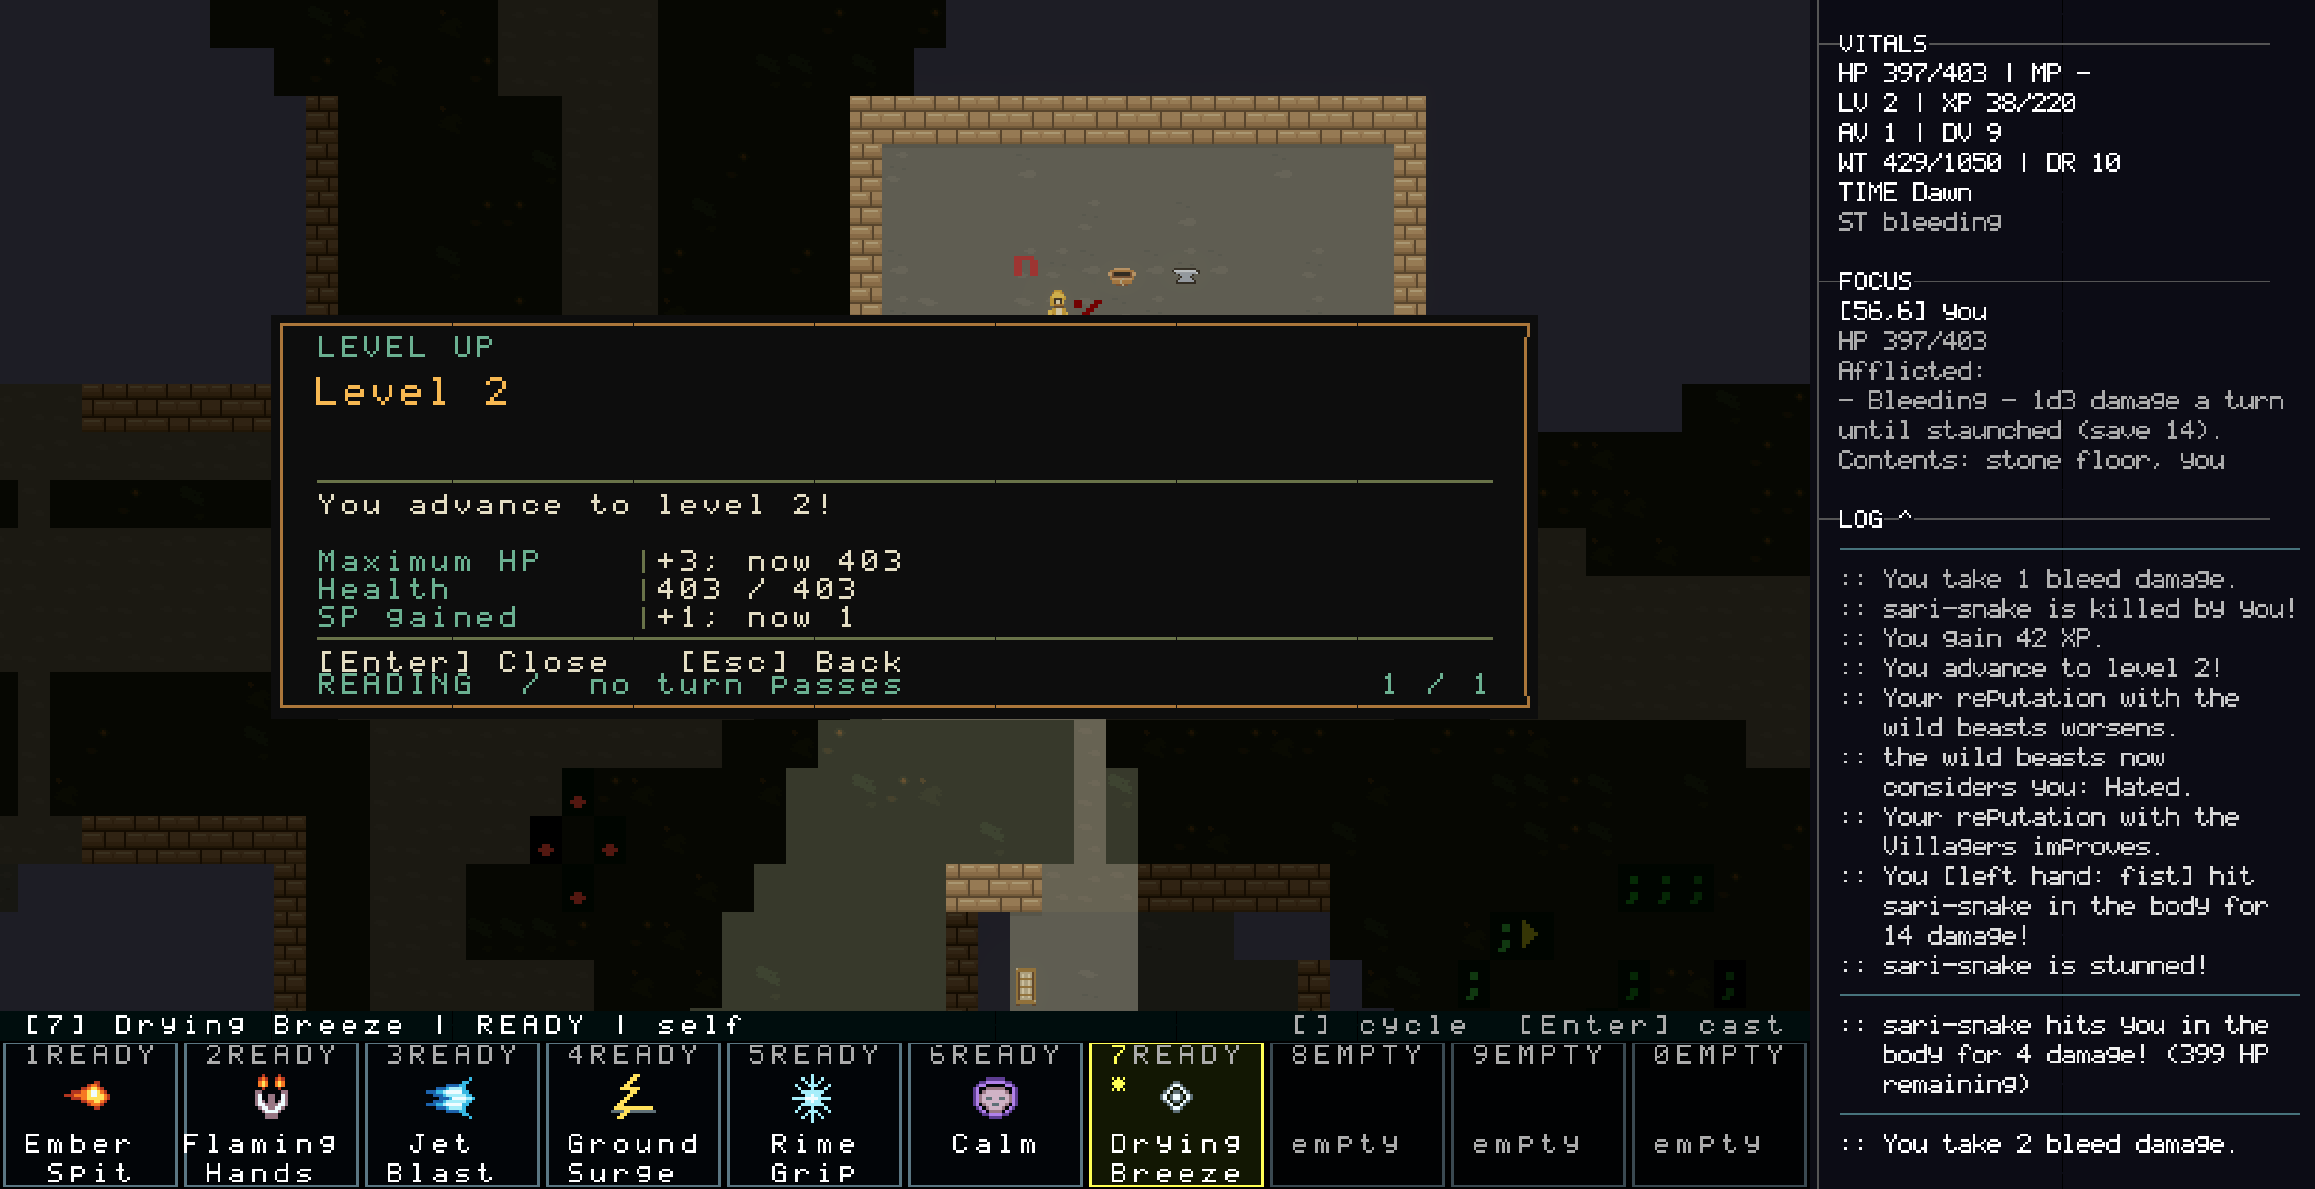 LEVEL UP
Level 2
You advance to level 2!
Maximum HP |+3; now 403
Health |403 / 403
SP gained |+1; now 1
[Enter] Close [Esc] Back
READING / no turn passes 1 / 1
[7] Drying Breeze | READY | self [] cycle [Enter] cast
1READY 2READY 3READY 4READY 5READY 6READY 7READY 8EMPTY 9EMPTY 0EMPTY
Ember Spit
Flaming Hands
Jet Blast
Ground Surge
Rime Grip
Calm
Drying Breeze
empty
empty
empty
VITALS
HP 397/403 | MP -
LV 2 | XP 38/220
AV 1 | DV 9
WT 429/1050 | DR 10
TIME Dawn
ST bleeding
FOCUS
[56,6] you
HP 397/403
Afflicted:
- Bleeding - 1d3 damage a turn
until staunched (save 14).
Contents: stone floor, you
LOG ^
:: You take 1 bleed damage.
:: sari-snake is killed by you!
:: You gain 42 XP.
:: You advance to level 2!
:: Your reputation with the
wild beasts worsens.
:: the wild beasts now
considers you: Hated.
:: Your reputation with the
Villagers improves.
:: You [left hand: fist] hit
sari-snake in the body for
14 damage!
:: sari-snake is stunned!
:: sari-snake hits you in the
body for 4 damage! (399 HP
remaining)
:: You take 2 bleed damage.